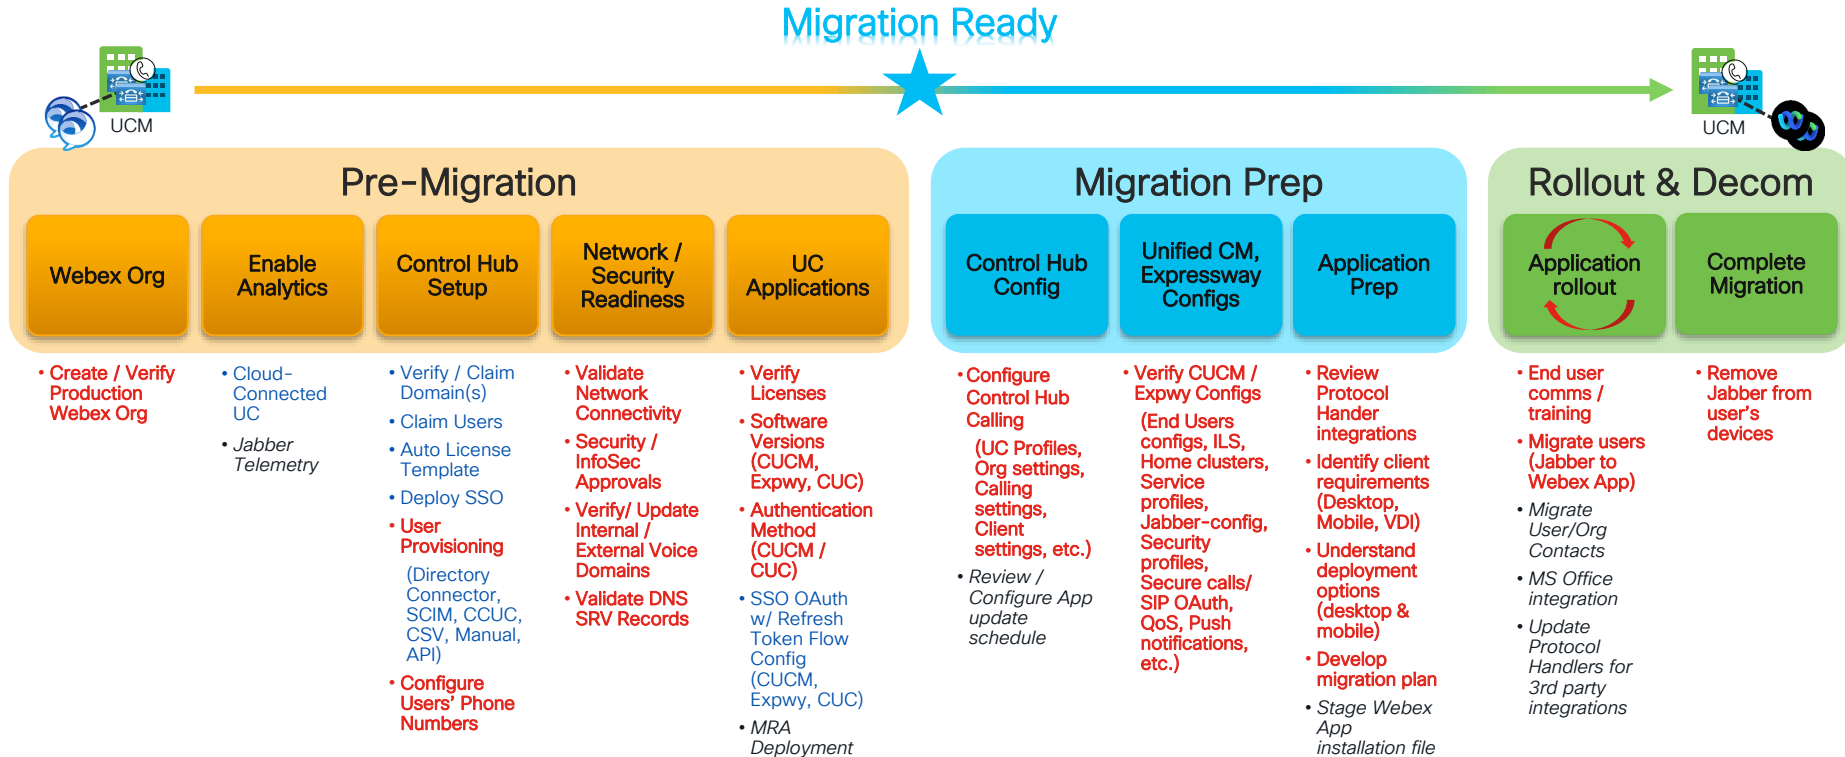 Migration Ready
UCM
UCM
Pre-Migration
Webex Org
Enable
Analytics
Control Hub
Setup
Network /
Security
Readiness
UC
Applications
• Create / Verify
Production
Webex Org
• Cloud-
Connected
UC
• Jabber
Telemetry
• Verify / Claim
Domain(s)
• Claim Users
• Auto License
Template
• Deploy SSO
• User
Provisioning
(Directory
Connector,
SCIM, CCUC,
CSV, Manual,
API)
• Configure
Users' Phone
Numbers
• Validate
Network
Connectivity
• Security /
InfoSec
Approvals
• Verify/ Update
Internal /
External Voice
Domains
• Validate DNS
SRV Records
• Verify
Licenses
• Software
Versions
(CUCM,
Expwy, CUC)
• Authentication
Method
(CUCM /
CUC)
• SSO OAuth
w/ Refresh
Token Flow
Config
(CUCM,
Expwy, CUC)
• MRA
Deployment
Migration Prep
Control Hub
Config
Unified CM,
Expressway
Configs
Application
Prep
• Configure
Control Hub
Calling
(UC Profiles,
Org settings,
Calling
settings,
Client
settings, etc.)
• Review /
Configure App
update
schedule
• Verify CUCM /
Expwy Configs
(End Users
configs, ILS,
Home clusters,
Service
profiles,
Jabber-config,
Security
profiles,
Secure calls/
SIP OAuth,
QoS, Push
notifications,
etc.)
• Review
Protocol
Hander
integrations
• Identify client
requirements
(Desktop,
Mobile, VDI)
• Understand
deployment
options
(desktop &
mobile)
• Develop
migration plan
• Stage Webex
App
installation file
Rollout & Decom
Application
rollout
Complete
Migration
• End user
comms /
training
• Migrate users
(Jabber to
Webex App)
• Migrate
User/Org
Contacts
• MS Office
integration
• Update
Protocol
Handlers for
3rd party
integrations
• Remove
Jabber from
user's
devices